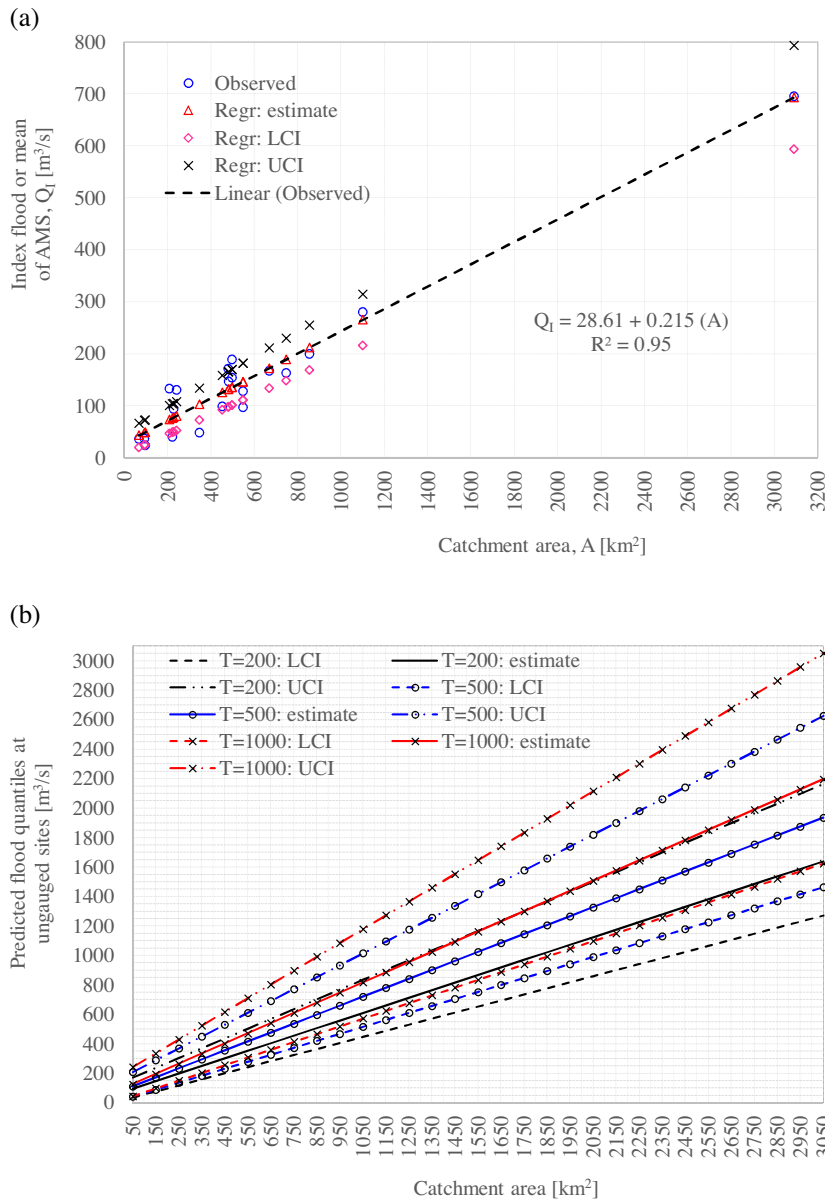 (a)
Index flood or mean
of AMS, Q_I [m³/s]
800
700
600
500
400
300
200
100
0
Observed
Regr: estimate
Regr: LCI
Regr: UCI
Linear (Observed)
Q_I = 28.61 + 0.215 (A)
R² = 0.95
0 200 400 600 800 1000 1200 1400 1600 1800 2000 2200 2400 2600 2800 3000 3200
Catchment area, A [km²]
(b)
Predicted flood quantiles at
ungauged sites [m³/s]
3000
2800
2600
2400
2200
2000
1800
1600
1400
1200
1000
800
600
400
200
0
T=200: LCI T=200: estimate
T=200: UCI T=500: LCI
T=500: estimate T=500: UCI
T=1000: LCI T=1000: estimate
T=1000: UCI
50 150 250 350 450 550 650 750 850 950 1050 1150 1250 1350 1450 1550 1650 1750 1850 1950 2050 2150 2250 2350 2450 2550 2650 2750 2850 2950 3050
Catchment area [km²]